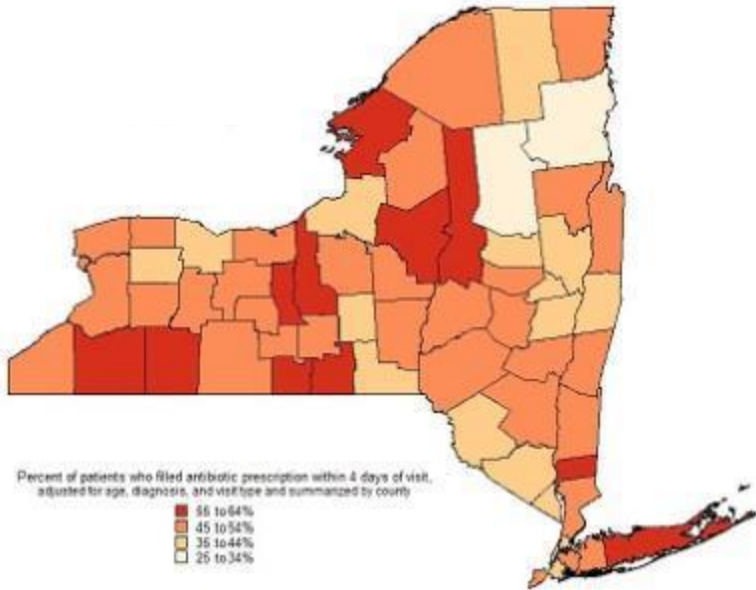 Percent of patients who filled antibiotic prescription within 4 days of visit,
adjusted for age, diagnosis, and visit type and summarized by county
55 to 64%
45 to 54%
35 to 44%
25 to 34%